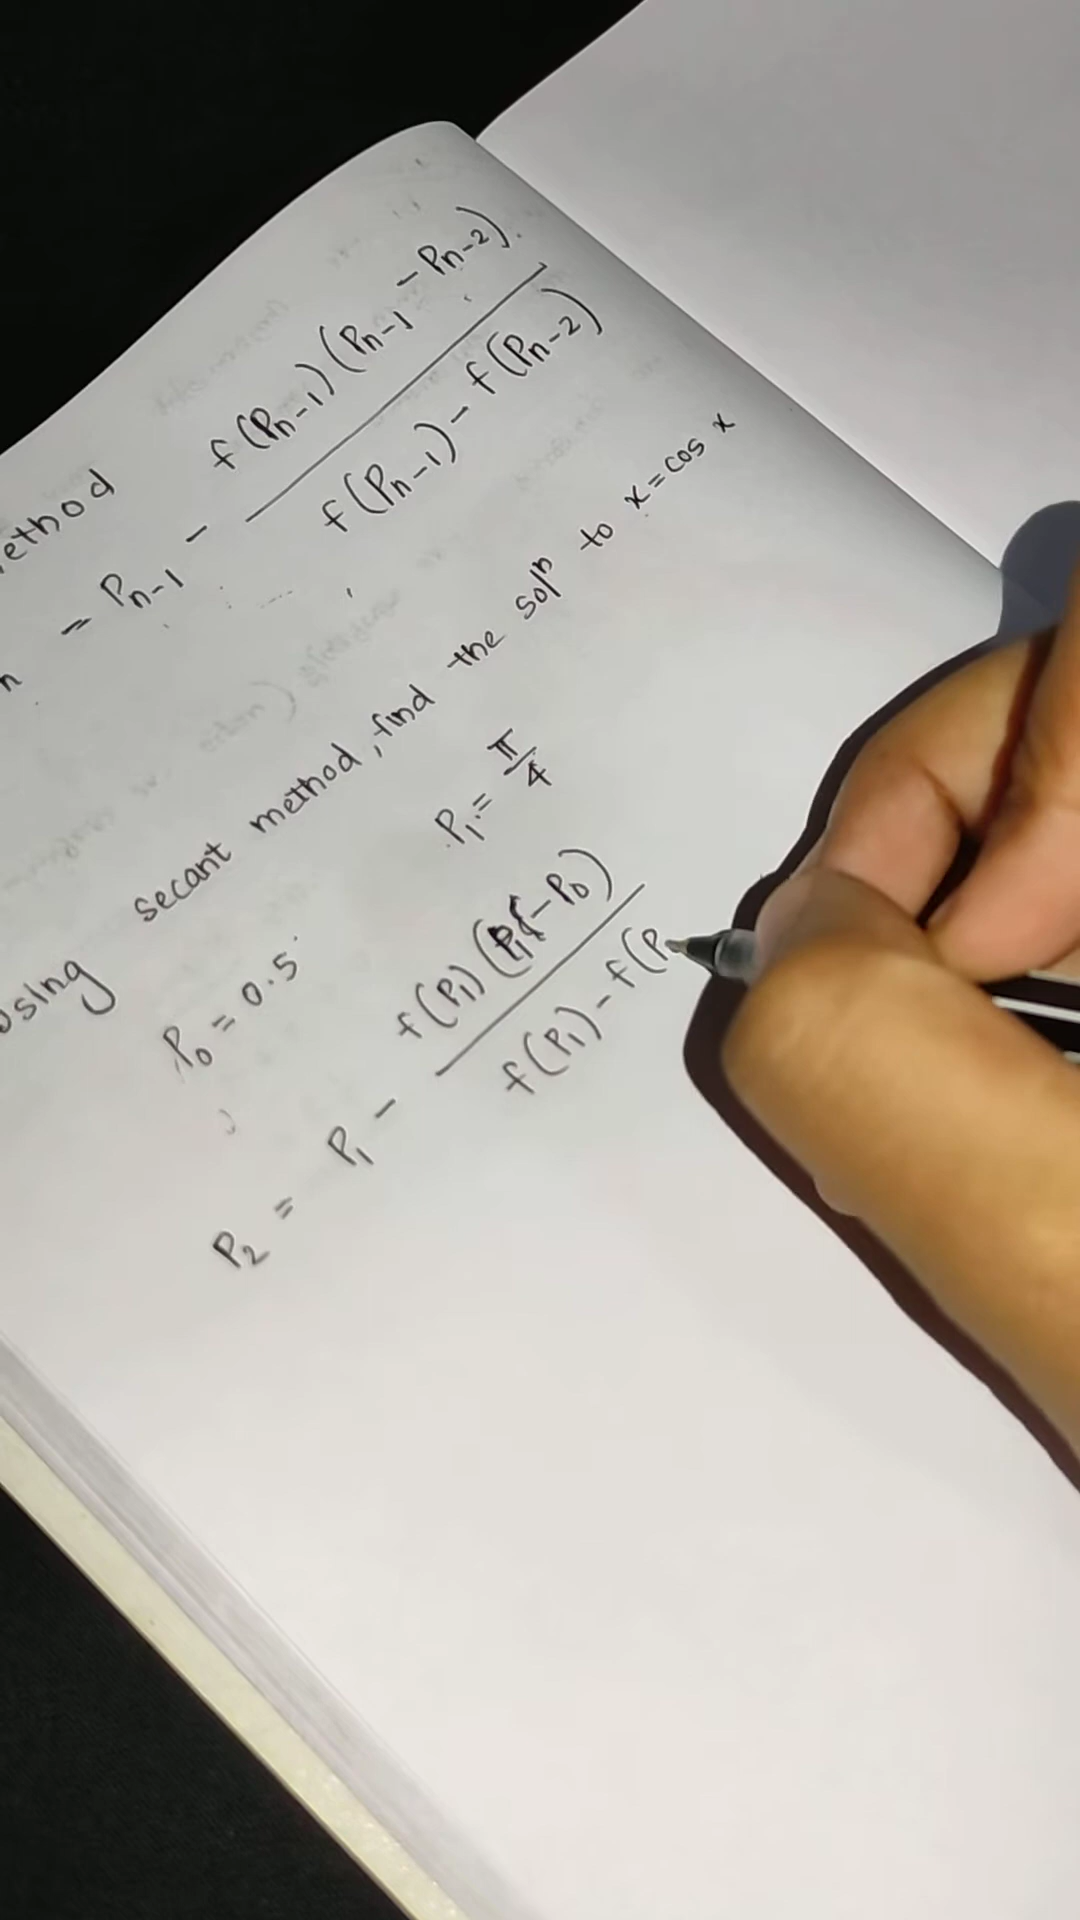 ethod
n = Pn-1 - f(Pn-1)(Pn-1 - Pn-2) / f(Pn-1) - f(Pn-2)
Using secant method, find the solⁿ to x = cos x
P0 = 0.5 P1 = π/4
P2 = P1 - f(P1)(P1 - P0) / f(P1) - f(P